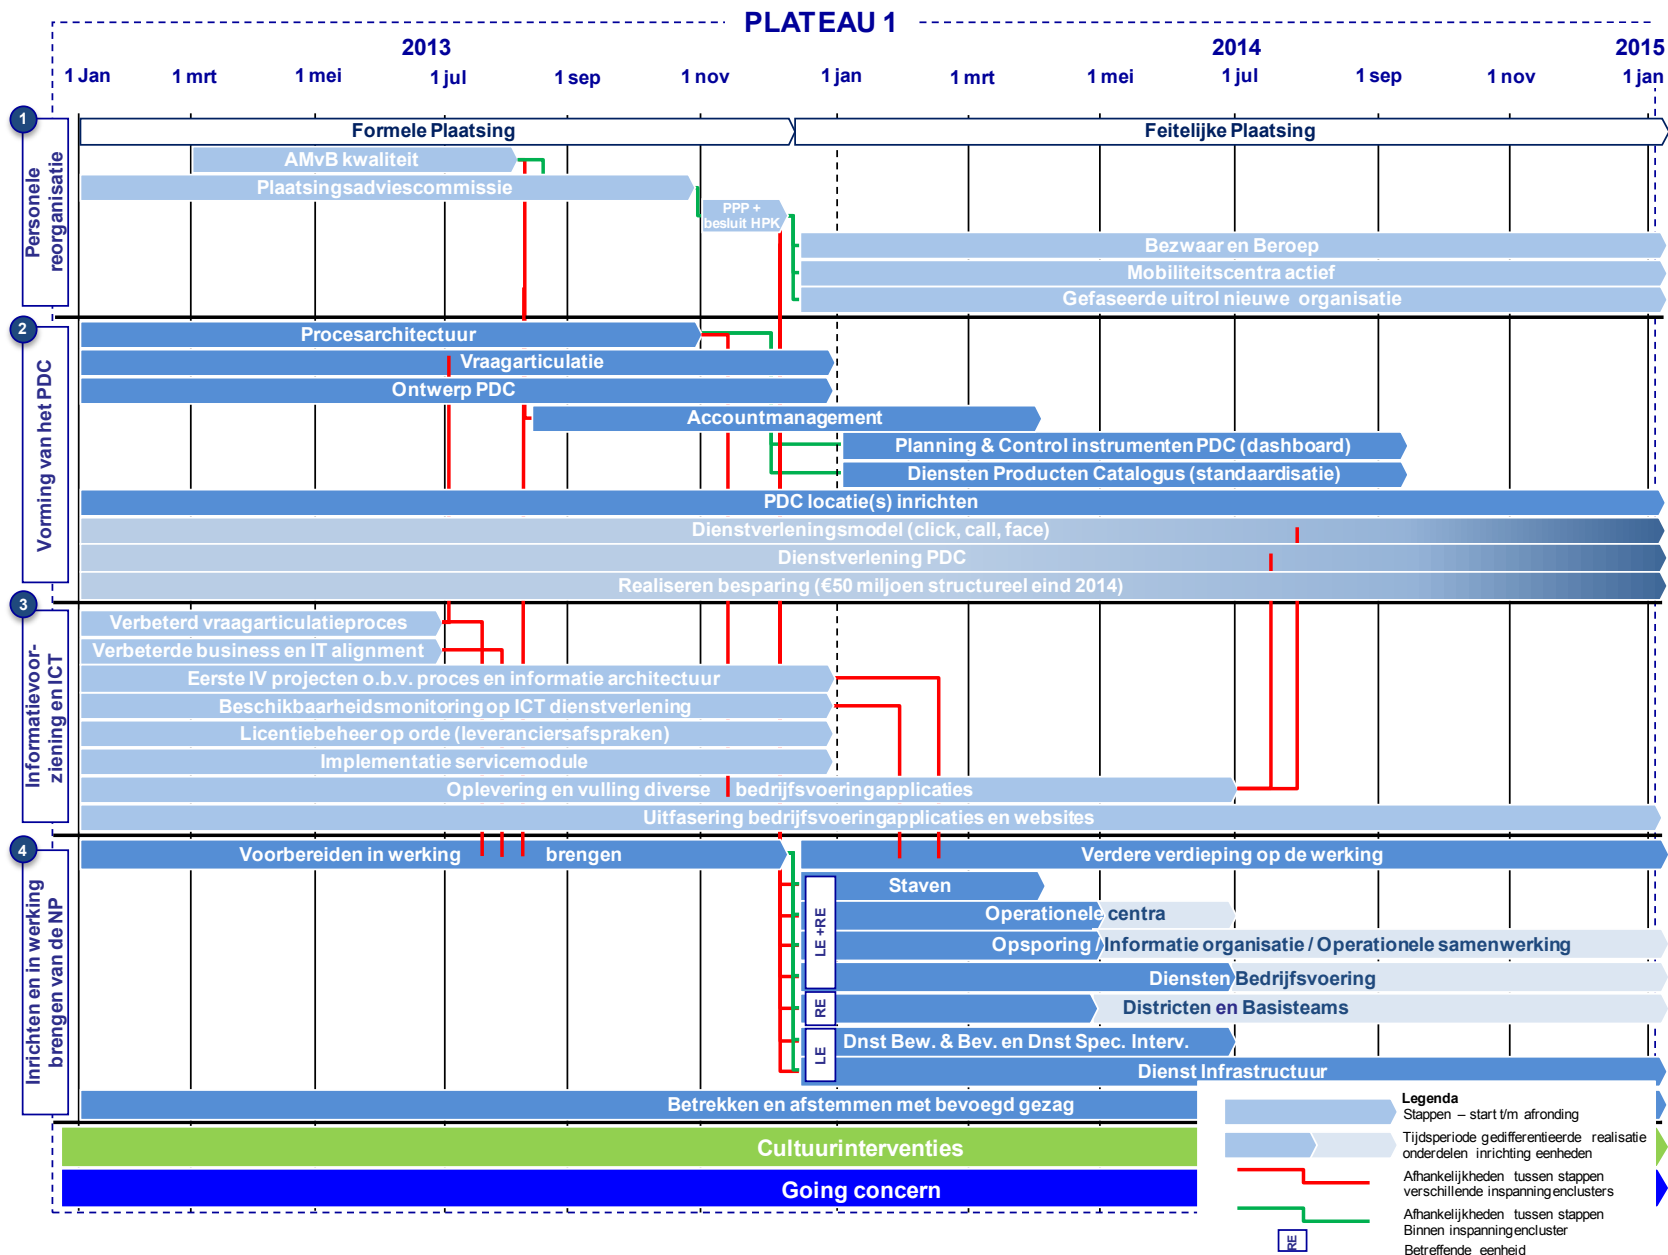 PLATEAU 1
2013
2014
2015
1 Jan
1 mrt
1 mei
1 jul
1 sep
1 nov
1 jan
1 mrt
1 mei
1 jul
1 sep
1 nov
1 jan
1
Personele
reorganisatie
Formele Plaatsing
Feitelijke Plaatsing
AMvB kwaliteit
Plaatsingsadviescommissie
PPP +
besluit HPK
Bezwaar en Beroep
Mobiliteitscentra actief
Gefaseerde uitrol nieuwe organisatie
2
Vorming van het PDC
Procesarchitectuur
Vraagarticulatie
Ontwerp PDC
Accountmanagement
Planning & Control instrumenten PDC (dashboard)
Diensten Producten Catalogus (standaardisatie)
PDC locatie(s) inrichten
Dienstverleningsmodel (click, call, face)
Dienstverlening PDC
Realiseren besparing (€50 miljoen structureel eind 2014)
3
Informatievoor-
ziening en ICT
Verbeterd vraagarticulatieproces
Verbeterde business en IT alignment
Eerste IV projecten o.b.v. proces en informatie architectuur
Beschikbaarheidsmonitoring op ICT dienstverlening
Licentiebeheer op orde (leveranciersafspraken)
Implementatie servicemodule
Oplevering en vulling diverse bedrijfsvoeringapplicaties
Uitfasering bedrijfsvoeringapplicaties en websites
4
Inrichten en in werking
brengen van de NP
Voorbereiden in werking brengen
Verdere verdieping op de werking
LE +RE
Staven
Operationele centra
Opsporing / Informatie organisatie / Operationele samenwerking
Diensten Bedrijfsvoering
RE
Districten en Basisteams
LE
Dnst Bew. & Bev. en Dnst Spec. Interv.
Dienst Infrastructuur
Betrekken en afstemmen met bevoegd gezag
Cultuurinterventies
Going concern
Legenda
Stappen – start t/m afronding
Tijdsperiode gedifferentieerde realisatie
onderdelen inrichting eenheden
Afhankelijkheden tussen stappen
verschillende inspanningenclusters
Afhankelijkheden tussen stappen
Binnen inspanningencluster
RE
Betreffende eenheid